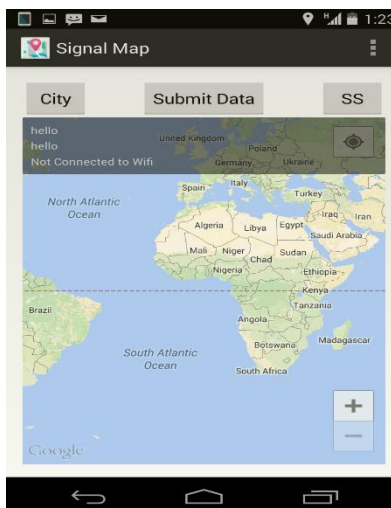 H 1:23
Signal Map
City Submit Data SS
hello
hello
Not Connected to Wifi
United Kingdom
Poland
Germany
Ukraine
Spain
Italy
Turkey
North Atlantic
Ocean
Iraq
Iran
Algeria
Libya
Egypt
Saudi Arabia
Mali
Niger
Chad
Sudan
Nigeria
Ethiopia
Kenya
Brazil
Tanzania
Angola
Botswana
Madagascar
South Atlantic
Ocean
South Africa
+
−
Google